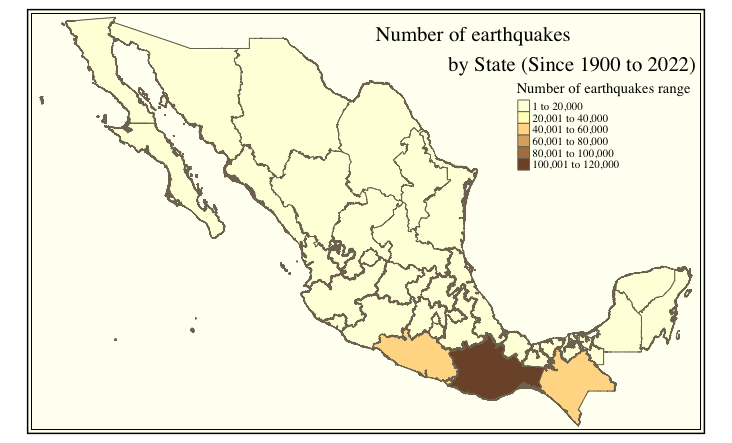 Number of earthquakes
by State (Since 1900 to 2022)
Number of earthquakes range
1 to 20,000
20,001 to 40,000
40,001 to 60,000
60,001 to 80,000
80,001 to 100,000
100,001 to 120,000